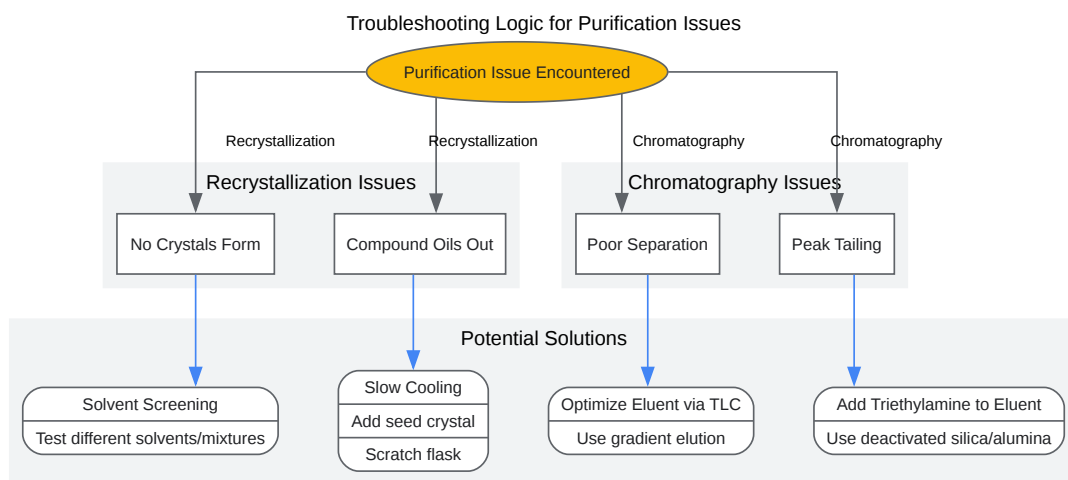 Troubleshooting Logic for Purification Issues
Purification Issue Encountered
Recrystallization
Recrystallization
Chromatography
Chromatography
Recrystallization Issues
Chromatography Issues
No Crystals Form
Compound Oils Out
Poor Separation
Peak Tailing
Potential Solutions
Solvent Screening
Test different solvents/mixtures
Slow Cooling
Add seed crystal
Scratch flask
Optimize Eluent via TLC
Use gradient elution
Add Triethylamine to Eluent
Use deactivated silica/alumina